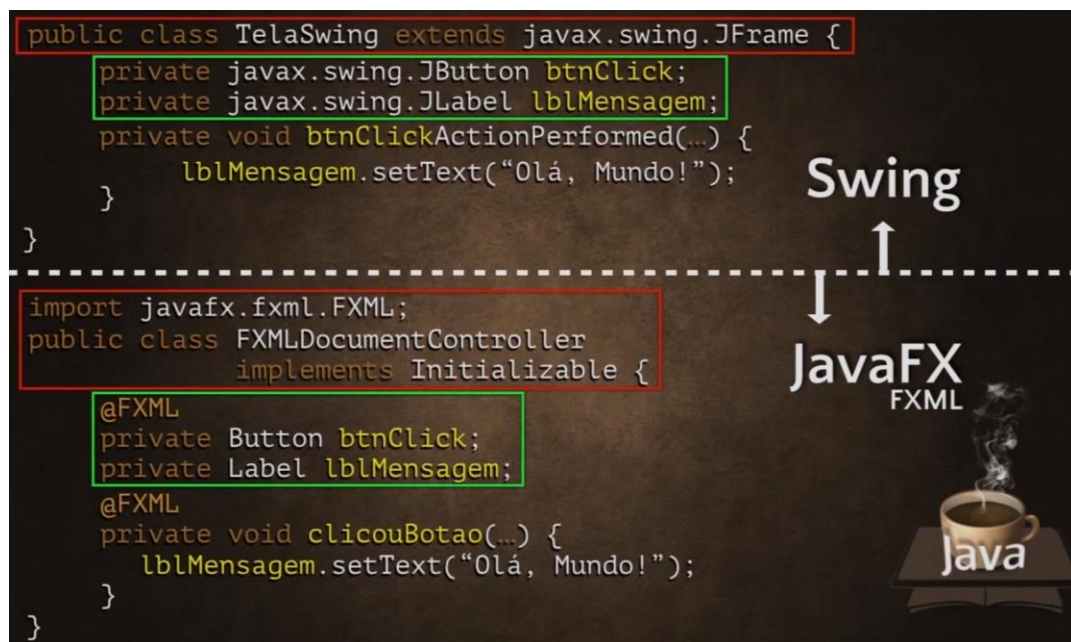 public class TelaSwing extends javax.swing.JFrame {
private javax.swing.JButton btnClick;
private javax.swing.JLabel lblMensagem;
private void btnClickActionPerformed(…) {
lblMensagem.setText(“Olá, Mundo!”);
}
}
Swing
import javafx.fxml.FXML;
public class FXMLDocumentController
implements Initializable {
@FXML
private Button btnClick;
private Label lblMensagem;
@FXML
private void clicouBotao(…) {
lblMensagem.setText(“Olá, Mundo!”);
}
}
JavaFX
FXML
Java